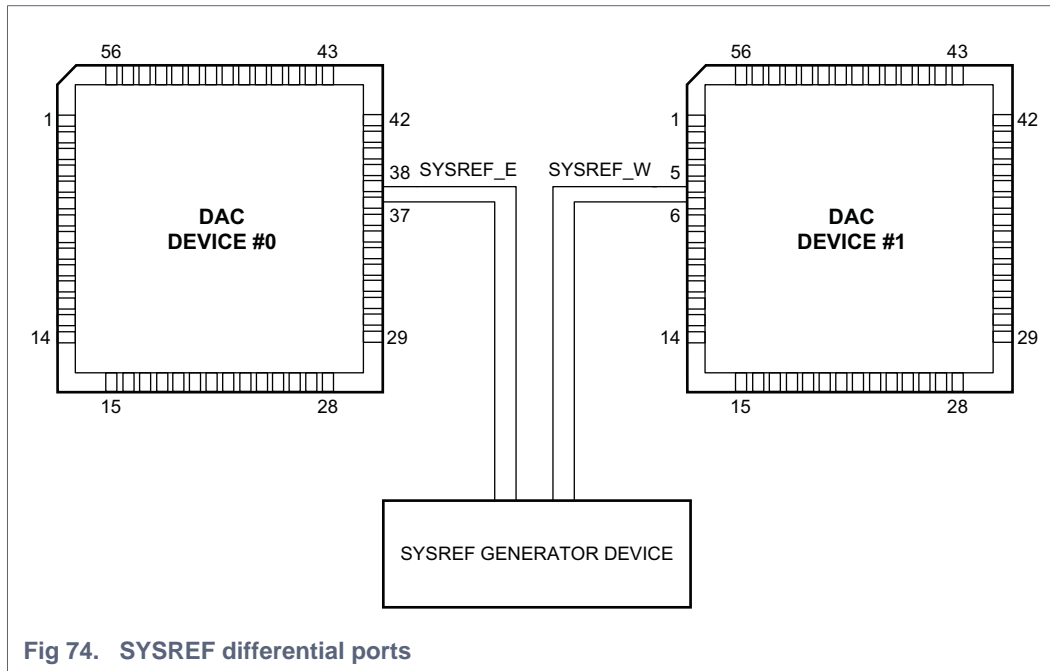 56 43 56 43
1 42 1 42
38 SYSREF_E SYSREF_W 5
37 6
DAC
DEVICE #0
DAC
DEVICE #1
14 29 14 29
15 28 15 28
SYSREF GENERATOR DEVICE
Fig 74. SYSREF differential ports